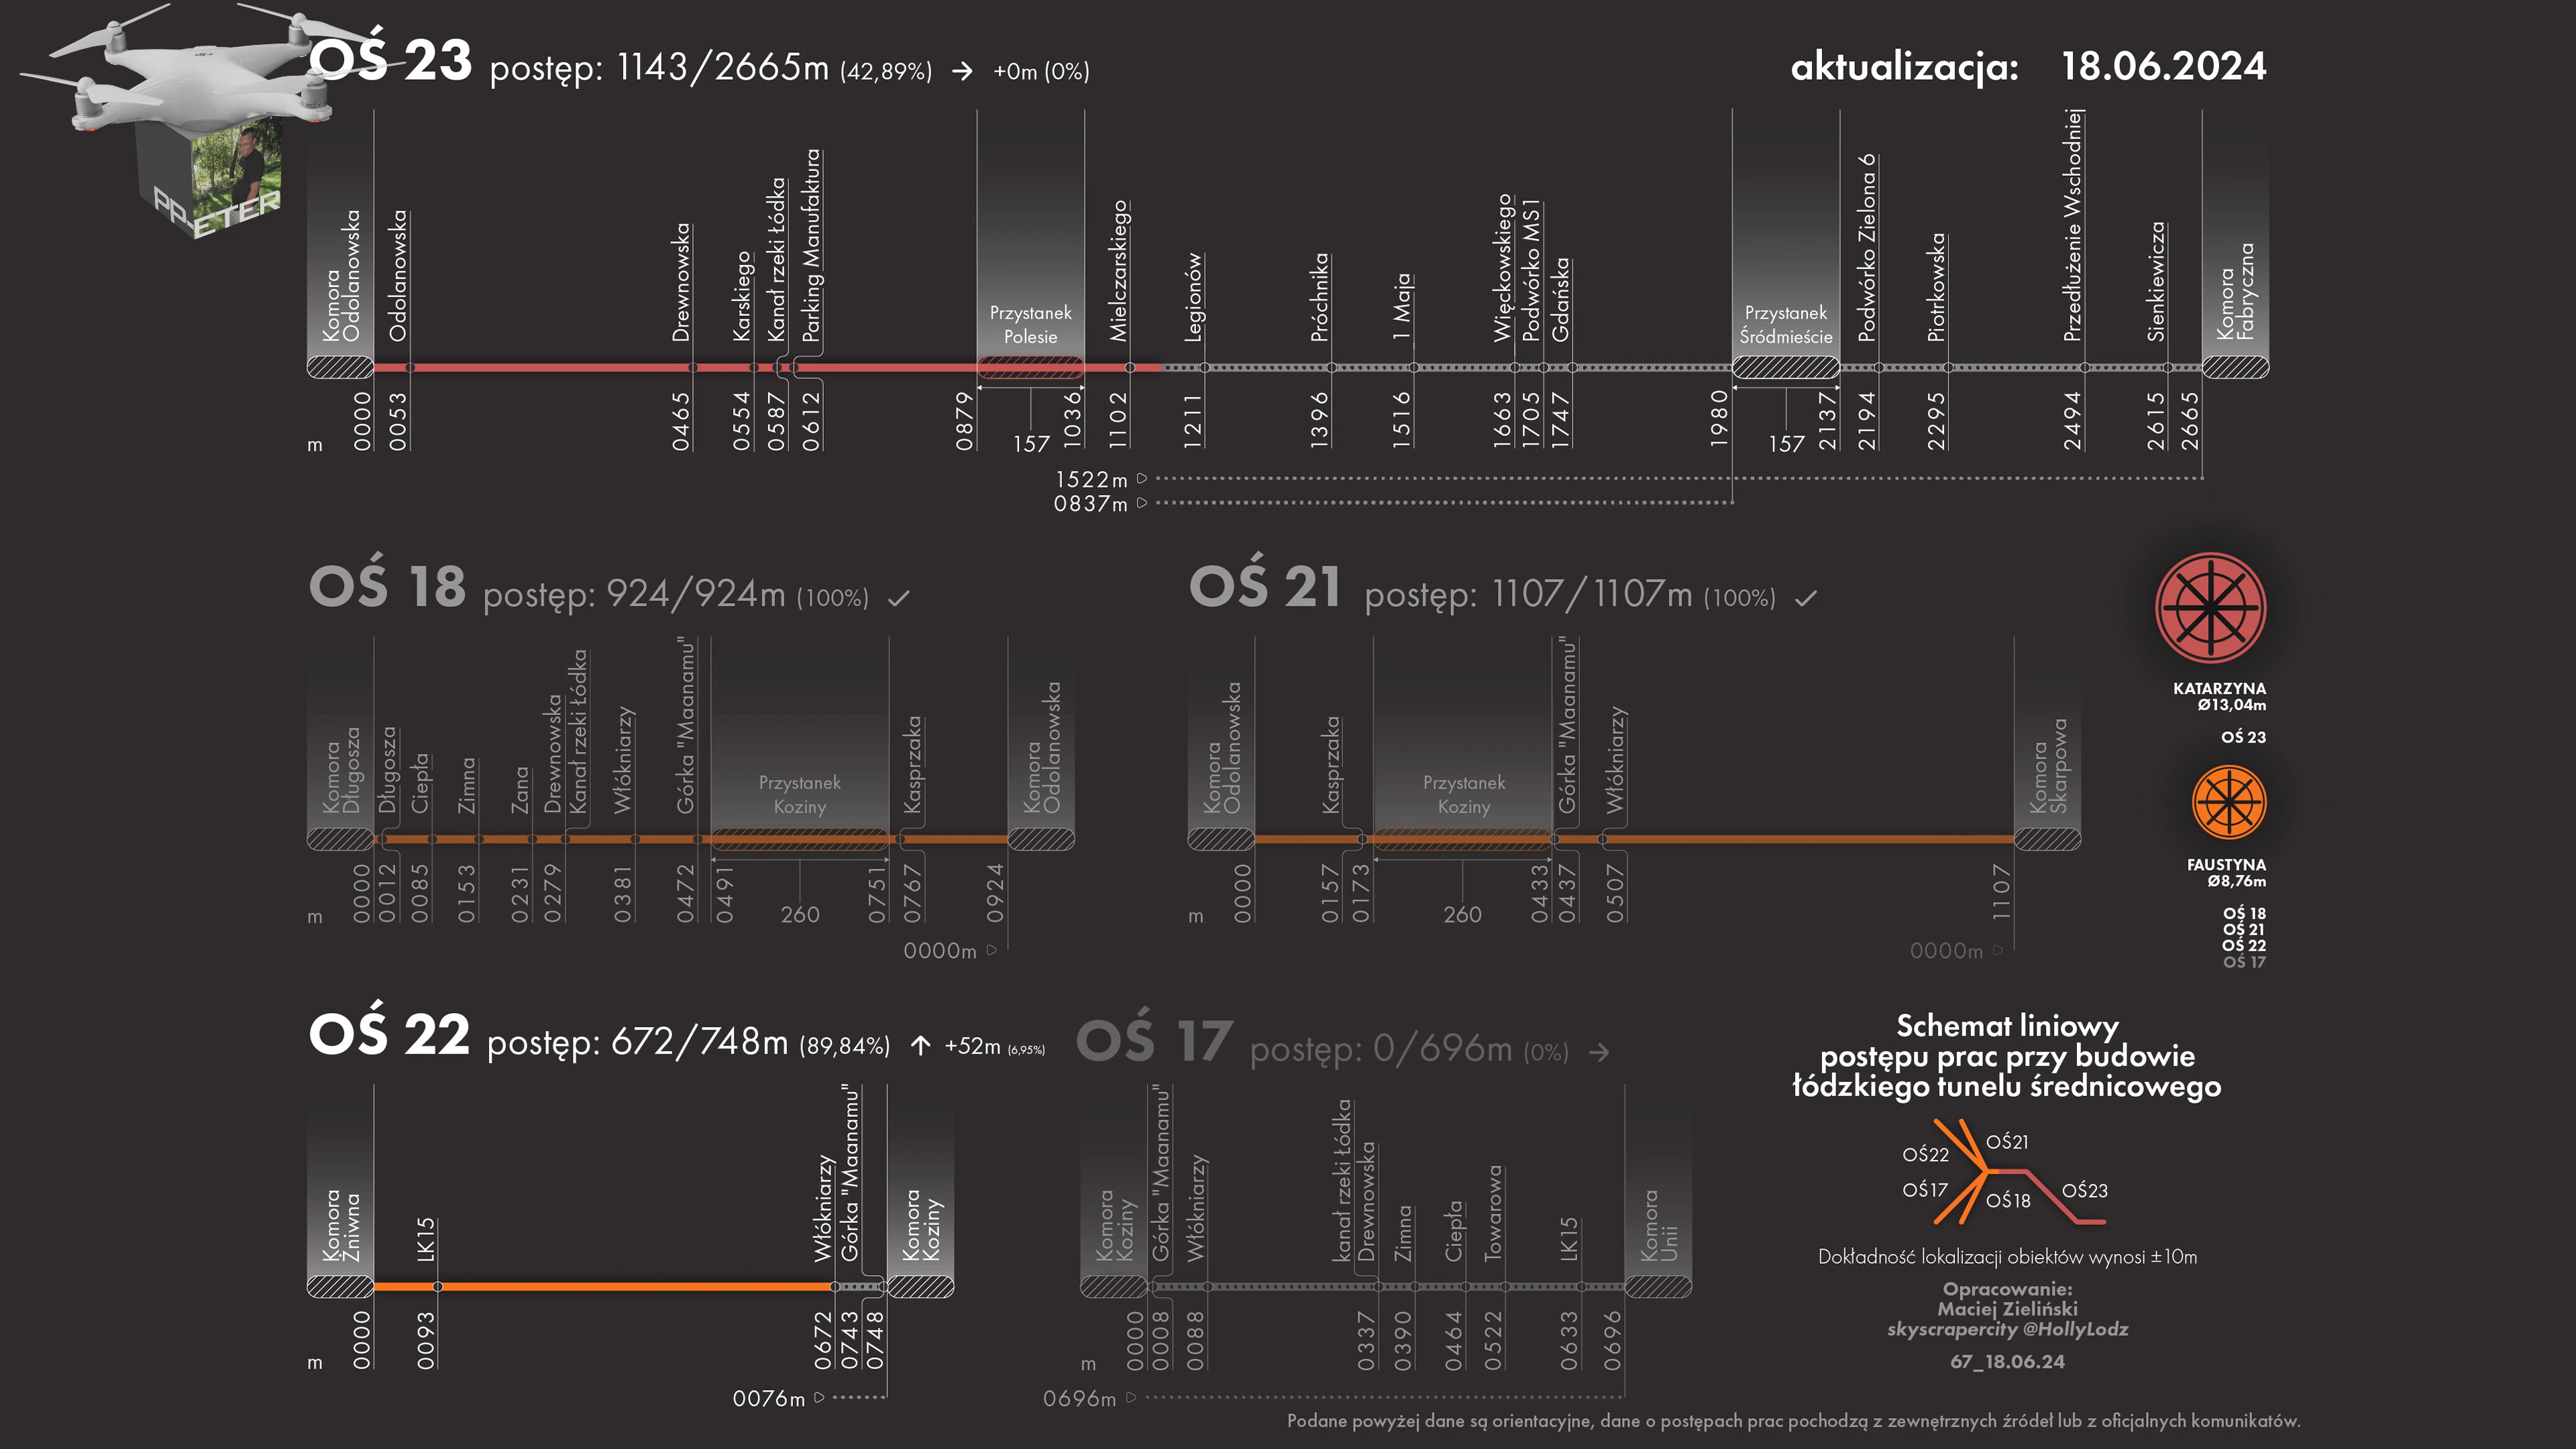 OŚ 23 postęp: 1143/2665m (42,89%) → +0m (0%)
aktualizacja: 18.06.2024
PP-ETER
Komora
Odolanowska
Odolanowa
Drewnowska
Karskiego
Kanał rzeki Łódka
Parking Manufaktura
Przystanek
Polesie
Mielczarskiego
Legionów
Próchnika
1 Maja
Więckowskiego
Podwórko MS1
Gdańska
Przystanek
Śródmieście
Podwórko Zielona 6
Piotrkowska
Przedłużenie Wschodniej
Sienkiewicza
Komora
Fabryczna
m 0000 0053 0465 0554 0587 0612 0879 157 1036 1102 1211 1396 1516 1663 1705 1747 1980 157 2137 2194 2295 2494 2615 2665
1522m
0837m
OŚ 18 postęp: 924/924m (100%) ✓
Komora
Długosza
Długosza
Ciepła
Zimna
Zana
Drewnowska
Kanał rzeki Łódka
Włókniarzy
Górka "Maanamu"
Przystanek
Koziny
Kasprzaka
Komora
Odolanowska
m 0000 0012 0085 0153 0231 0279 0381 0472 0491 260 0751 0767 0924
0000m
OŚ 21 postęp: 1107/1107m (100%) ✓
Komora
Odolanowska
Kasprzaka
Przystanek
Koziny
Górka "Maanamu"
Włókniarzy
Komora
Skarpowa
m 0000 0157 0173 260 0433 0437 0507 1107
0000m
KATARZYNA
Ø13,04m
OŚ 23
FAUSTYNA
Ø8,76m
OŚ 18
OŚ 21
OŚ 22
OŚ 17
OŚ 22 postęp: 672/748m (89,84%) ↑ +52m (6,95%)
Komora
Żniwna
LK15
Włókniarzy
Górka "Maanamu"
Komora
Koziny
m 0000 0093 0672 0743 0748
0076m
OŚ 17 postęp: 0/696m (0%) →
Komora
Koziny
Górka "Maanamu"
Włókniarzy
kanał rzeki Łódka
Drewnowska
Zimna
Ciepła
Towarowa
LK15
Komora
Unii
m 0000 0008 0088 0337 0390 0464 0522 0633 0696
0696m
Schemat liniowy
postępu prac przy budowie
łódzkiego tunelu średnicowego
OŚ21
OŚ22
OŚ17
OŚ18
OŚ23
Dokładność lokalizacji obiektów wynosi ±10m
Opracowanie:
Maciej Zieliński
skyscrapercity @HollyLodz
67_18.06.24
Podane powyżej dane są orientacyjne, dane o postępach prac pochodzą z zewnętrznych źródeł lub z oficjalnych komunikatów.